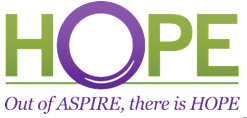 HOPE
Out of ASPIRE, there is HOPE